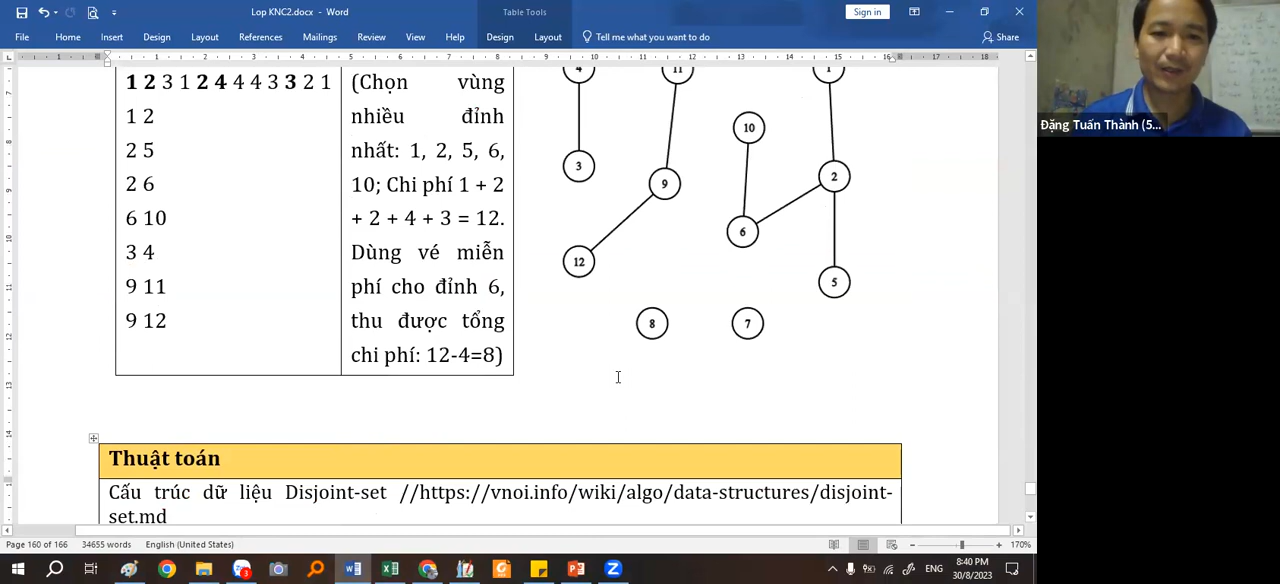 Lop KNC2.docx - Word
Table Tools
Sign in
File Home Insert Design Layout References Mailings Review View Help Design Layout Tell me what you want to do Share
1 2 3 1 2 4 4 4 3 3 2 1
1 2
2 5
2 6
6 10
3 4
9 11
9 12
(Chọn vùng
nhiều đỉnh
nhất: 1, 2, 5, 6,
10; Chi phí 1 + 2
+ 2 + 4 + 3 = 12.
Dùng vé miễn
phí cho đỉnh 6,
thu được tổng
chi phí: 12-4=8)
4
11
1
10
3
9
2
6
12
5
8
7
Thuật toán
Cấu trúc dữ liệu Disjoint-set //https://vnoi.info/wiki/algo/data-structures/disjoint-
set.md
Đặng Tuấn Thành (5...
Page 160 of 166 34655 words English (United States) 170%
3
ENG
8:40 PM
30/8/2023